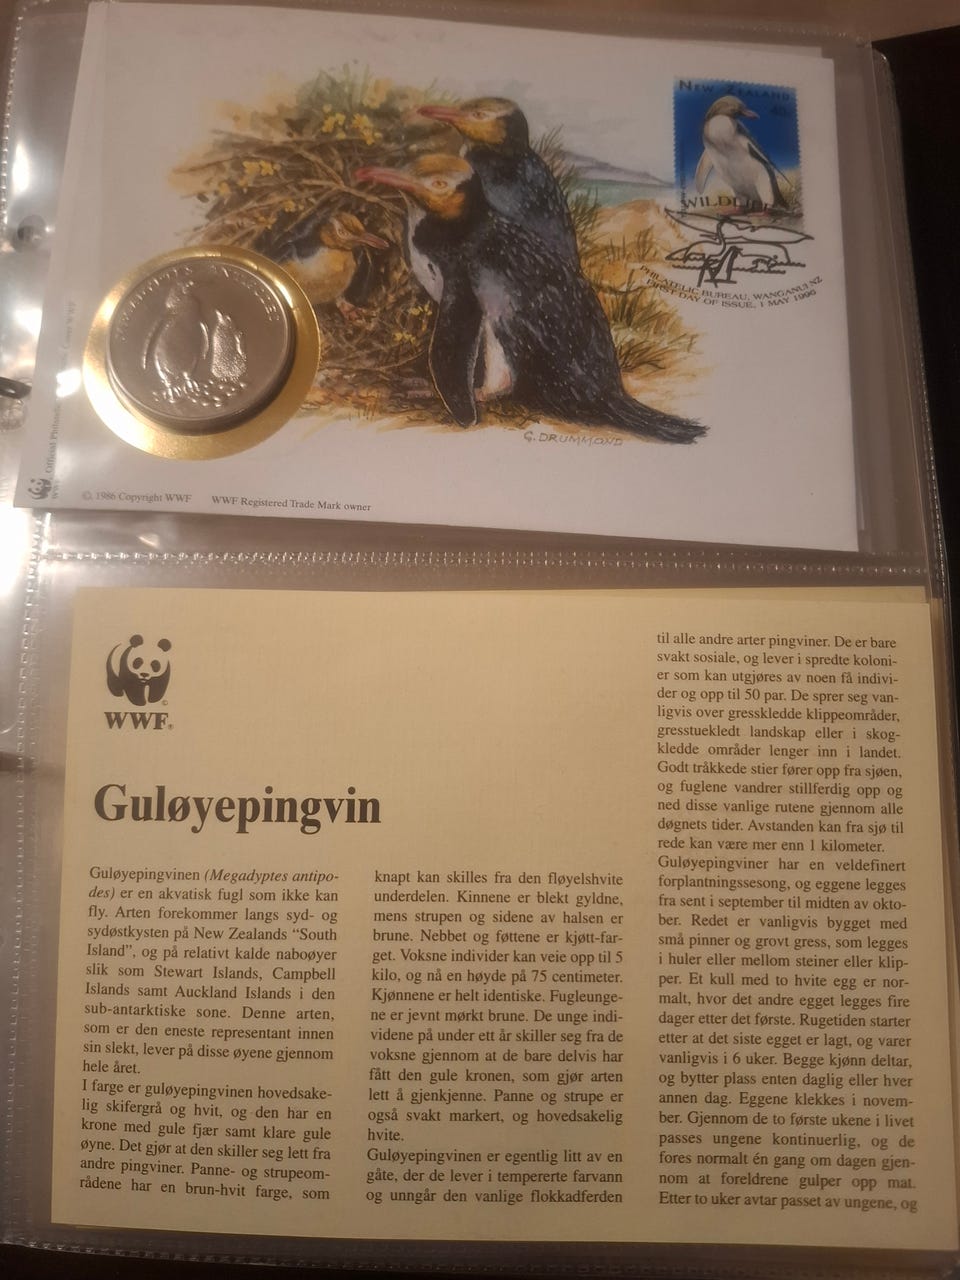 NEW ZEALAND
40c
WILDLIFE
PHILATELIC BUREAU, WANGANUI NZ
FIRST DAY OF ISSUE, 1 MAY 1996
MEGADYPTES ANTIPODES
G. DRUMMOND
Official Philatelic
WWF
© 1986 Copyright WWF WWF Registered Trade Mark owner
WWF®
Guløyepingvin
Guløyepingvinen (Megadyptes antipo-
des) er en akvatisk fugl som ikke kan
fly. Arten forekommer langs syd- og
sydøstkysten på New Zealands “South
Island”, og på relativt kalde naboøyer
slik som Stewart Islands, Campbell
Islands samt Auckland Islands i den
sub-antarktiske sone. Denne arten,
som er den eneste representant innen
sin slekt, lever på disse øyene gjennom
hele året.
I farge er guløyepingvinen hovedsake-
lig skifergrå og hvit, og den har en
krone med gule fjær samt klare gule
øyne. Det gjør at den skiller seg lett fra
andre pingviner. Panne- og strupeom-
rådene har en brun-hvit farge, som
knapt kan skilles fra den fløyelshvite
underdelen. Kinnene er blekt gyldne,
mens strupen og sidene av halsen er
brune. Nebbet og føttene er kjøtt-far-
get. Voksne individer kan veie opp til 5
kilo, og nå en høyde på 75 centimeter.
Kjønnene er helt identiske. Fugleunge-
ne er jevnt mørkt brune. De unge indi-
videne på under ett år skiller seg fra de
voksne gjennom at de bare delvis har
fått den gule kronen, som gjør arten
lett å gjenkjenne. Panne og strupe er
også svakt markert, og hovedsakelig
hvite.
Guløyepingvinen er egentlig litt av en
gåte, der de lever i tempererte farvann
og unngår den vanlige flokkadferden
til alle andre arter pingviner. De er bare
svakt sosiale, og lever i spredte koloni-
er som kan utgjøres av noen få indivi-
der og opp til 50 par. De sprer seg van-
ligvis over gresskledde klippeområder,
gresstuekledt landskap eller i skog-
kledde områder lenger inn i landet.
Godt tråkkede stier fører opp fra sjøen,
og fuglene vandrer stillferdig opp og
ned disse vanlige rutene gjennom alle
døgnets tider. Avstanden kan fra sjø til
rede kan være mer enn 1 kilometer.
Guløyepingviner har en veldefinert
forplantningssesong, og eggene legges
fra sent i september til midten av okto-
ber. Redet er vanligvis bygget med
små pinner og grovt gress, som legges
i huler eller mellom steiner eller klip-
per. Et kull med to hvite egg er nor-
malt, hvor det andre egget legges fire
dager etter det første. Rugetiden starter
etter at det siste egget er lagt, og varer
vanligvis i 6 uker. Begge kjønn deltar,
og bytter plass enten daglig eller hver
annen dag. Eggene klekkes i novem-
ber. Gjennom de to første ukene i livet
passes ungene kontinuerlig, og de
fores normalt én gang om dagen gjen-
nom at foreldrene gulper opp mat.
Etter to uker avtar passet av ungene, og